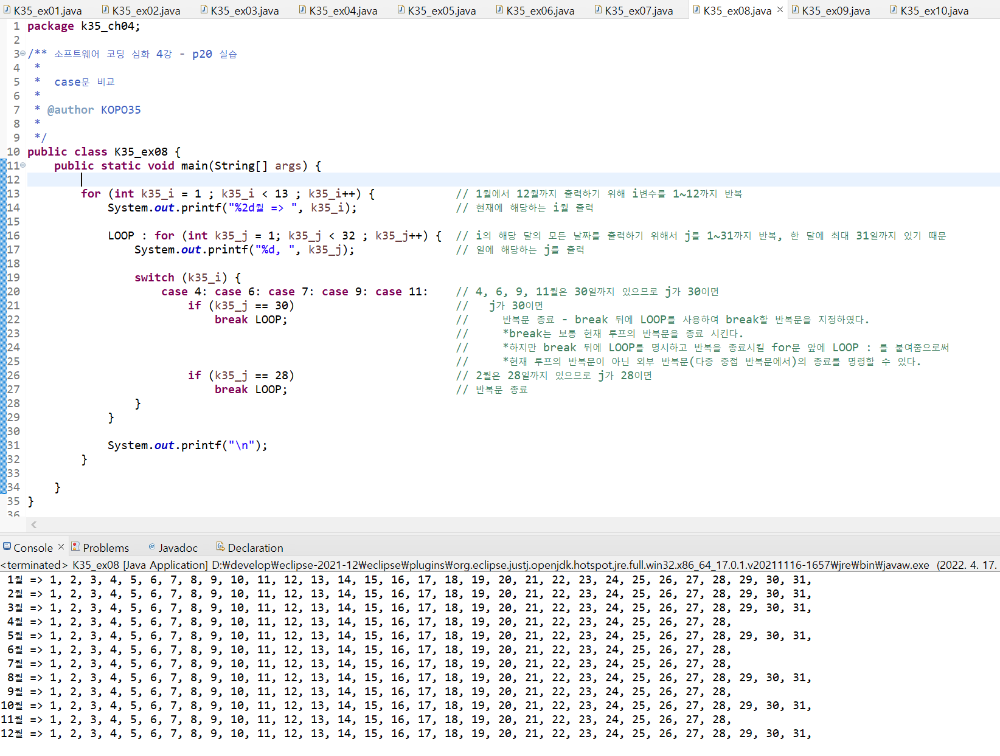 K35_ex01.java K35_ex02.java K35_ex03.java K35_ex04.java K35_ex05.java K35_ex06.java K35_ex07.java K35_ex08.java K35_ex09.java K35_ex10.java
1 package k35_ch04;
2
3 /** 소프트웨어 코딩 심화 4강 - p20 실습
4 *
5 * case문 비교
6 *
7 * @author KOPO35
8 *
9 */
10 public class K35_ex08 {
11 public static void main(String[] args) {
12
13 for (int k35_i = 1 ; k35_i < 13 ; k35_i++) { // 1월에서 12월까지 출력하기 위해 i변수를 1~12까지 반복
14 System.out.printf("%2d월 => ", k35_i); // 현재에 해당하는 i월 출력
15
16 LOOP : for (int k35_j = 1; k35_j < 32 ; k35_j++) { // i의 해당 달의 모든 날짜를 출력하기 위해서 j를 1~31까지 반복, 한 달에 최대 31일까지 있기 때문
17 System.out.printf("%d, ", k35_j); // 일에 해당하는 j를 출력
18
19 switch (k35_i) {
20 case 4: case 6: case 7: case 9: case 11: // 4, 6, 9, 11월은 30일까지 있으므로 j가 30이면
21 if (k35_j == 30) // j가 30이면
22 break LOOP; // 반복문 종료 - break 뒤에 LOOP를 사용하여 break할 반복문을 지정하였다.
23 // *break는 보통 현재 루프의 반복문을 종료 시킨다.
24 // *하지만 break 뒤에 LOOP를 명시하고 반복을 종료시킬 for문 앞에 LOOP : 를 붙여줌으로써
25 // *현재 루프의 반복문이 아닌 외부 반복문(다중 중접 반복문에서)의 종료를 명령할 수 있다.
26 if (k35_j == 28) // 2월은 28일까지 있으므로 j가 28이면
27 break LOOP; // 반복문 종료
28 }
29 }
30
31 System.out.printf("\n");
32 }
33
34 }
35 }
36
Console Problems @ Javadoc Declaration
<terminated> K35_ex08 [Java Application] D:₩develop₩eclipse-2021-12₩eclipse₩plugins₩org.eclipse.justj.openjdk.hotspot.jre.full.win32.x86_64_17.0.1.v20211116-1657₩jre₩bin₩javaw.exe (2022. 4. 17.
1월 => 1, 2, 3, 4, 5, 6, 7, 8, 9, 10, 11, 12, 13, 14, 15, 16, 17, 18, 19, 20, 21, 22, 23, 24, 25, 26, 27, 28, 29, 30, 31,
2월 => 1, 2, 3, 4, 5, 6, 7, 8, 9, 10, 11, 12, 13, 14, 15, 16, 17, 18, 19, 20, 21, 22, 23, 24, 25, 26, 27, 28, 29, 30, 31,
3월 => 1, 2, 3, 4, 5, 6, 7, 8, 9, 10, 11, 12, 13, 14, 15, 16, 17, 18, 19, 20, 21, 22, 23, 24, 25, 26, 27, 28, 29, 30, 31,
4월 => 1, 2, 3, 4, 5, 6, 7, 8, 9, 10, 11, 12, 13, 14, 15, 16, 17, 18, 19, 20, 21, 22, 23, 24, 25, 26, 27, 28,
5월 => 1, 2, 3, 4, 5, 6, 7, 8, 9, 10, 11, 12, 13, 14, 15, 16, 17, 18, 19, 20, 21, 22, 23, 24, 25, 26, 27, 28, 29, 30, 31,
6월 => 1, 2, 3, 4, 5, 6, 7, 8, 9, 10, 11, 12, 13, 14, 15, 16, 17, 18, 19, 20, 21, 22, 23, 24, 25, 26, 27, 28,
7월 => 1, 2, 3, 4, 5, 6, 7, 8, 9, 10, 11, 12, 13, 14, 15, 16, 17, 18, 19, 20, 21, 22, 23, 24, 25, 26, 27, 28,
8월 => 1, 2, 3, 4, 5, 6, 7, 8, 9, 10, 11, 12, 13, 14, 15, 16, 17, 18, 19, 20, 21, 22, 23, 24, 25, 26, 27, 28, 29, 30, 31,
9월 => 1, 2, 3, 4, 5, 6, 7, 8, 9, 10, 11, 12, 13, 14, 15, 16, 17, 18, 19, 20, 21, 22, 23, 24, 25, 26, 27, 28,
10월 => 1, 2, 3, 4, 5, 6, 7, 8, 9, 10, 11, 12, 13, 14, 15, 16, 17, 18, 19, 20, 21, 22, 23, 24, 25, 26, 27, 28, 29, 30, 31,
11월 => 1, 2, 3, 4, 5, 6, 7, 8, 9, 10, 11, 12, 13, 14, 15, 16, 17, 18, 19, 20, 21, 22, 23, 24, 25, 26, 27, 28,
12월 => 1, 2, 3, 4, 5, 6, 7, 8, 9, 10, 11, 12, 13, 14, 15, 16, 17, 18, 19, 20, 21, 22, 23, 24, 25, 26, 27, 28, 29, 30, 31,